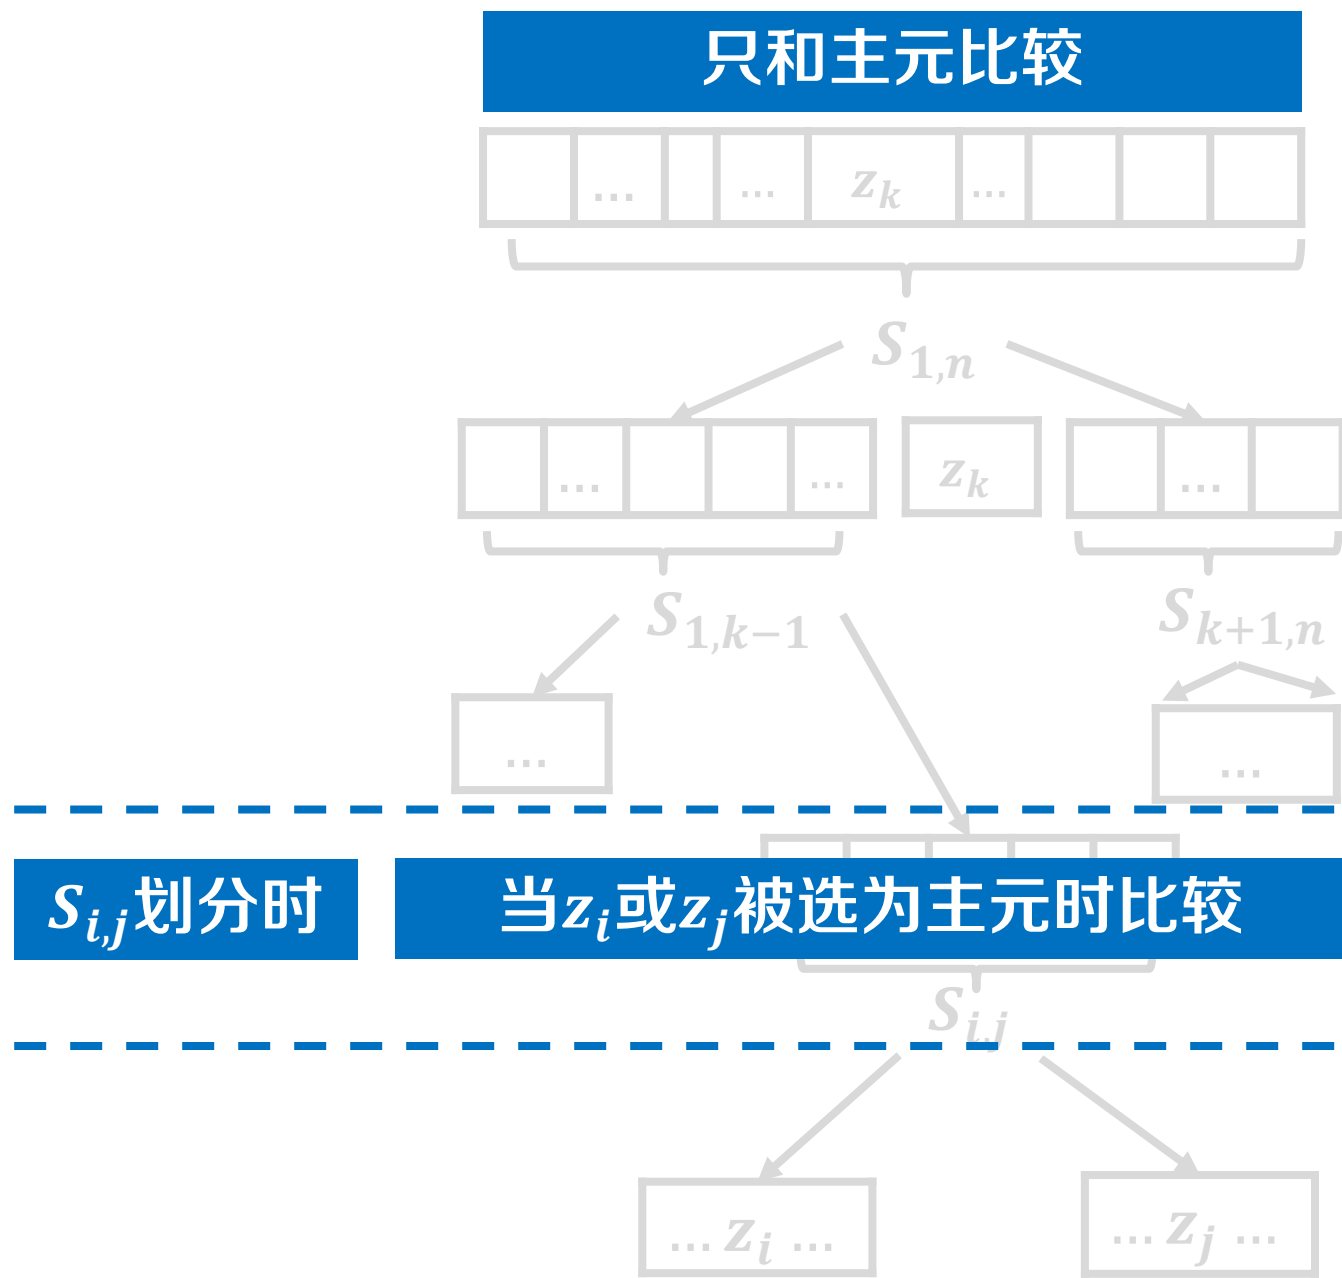 只和主元比较
... ... z_k ...
S_{1,n}
... ... z_k ...
S_{1,k−1} S_{k+1,n}
... ...
S_{i,j}划分时 当z_i或z_j被选为主元时比较
S_{i,j}
... z_i ... ... z_j ...